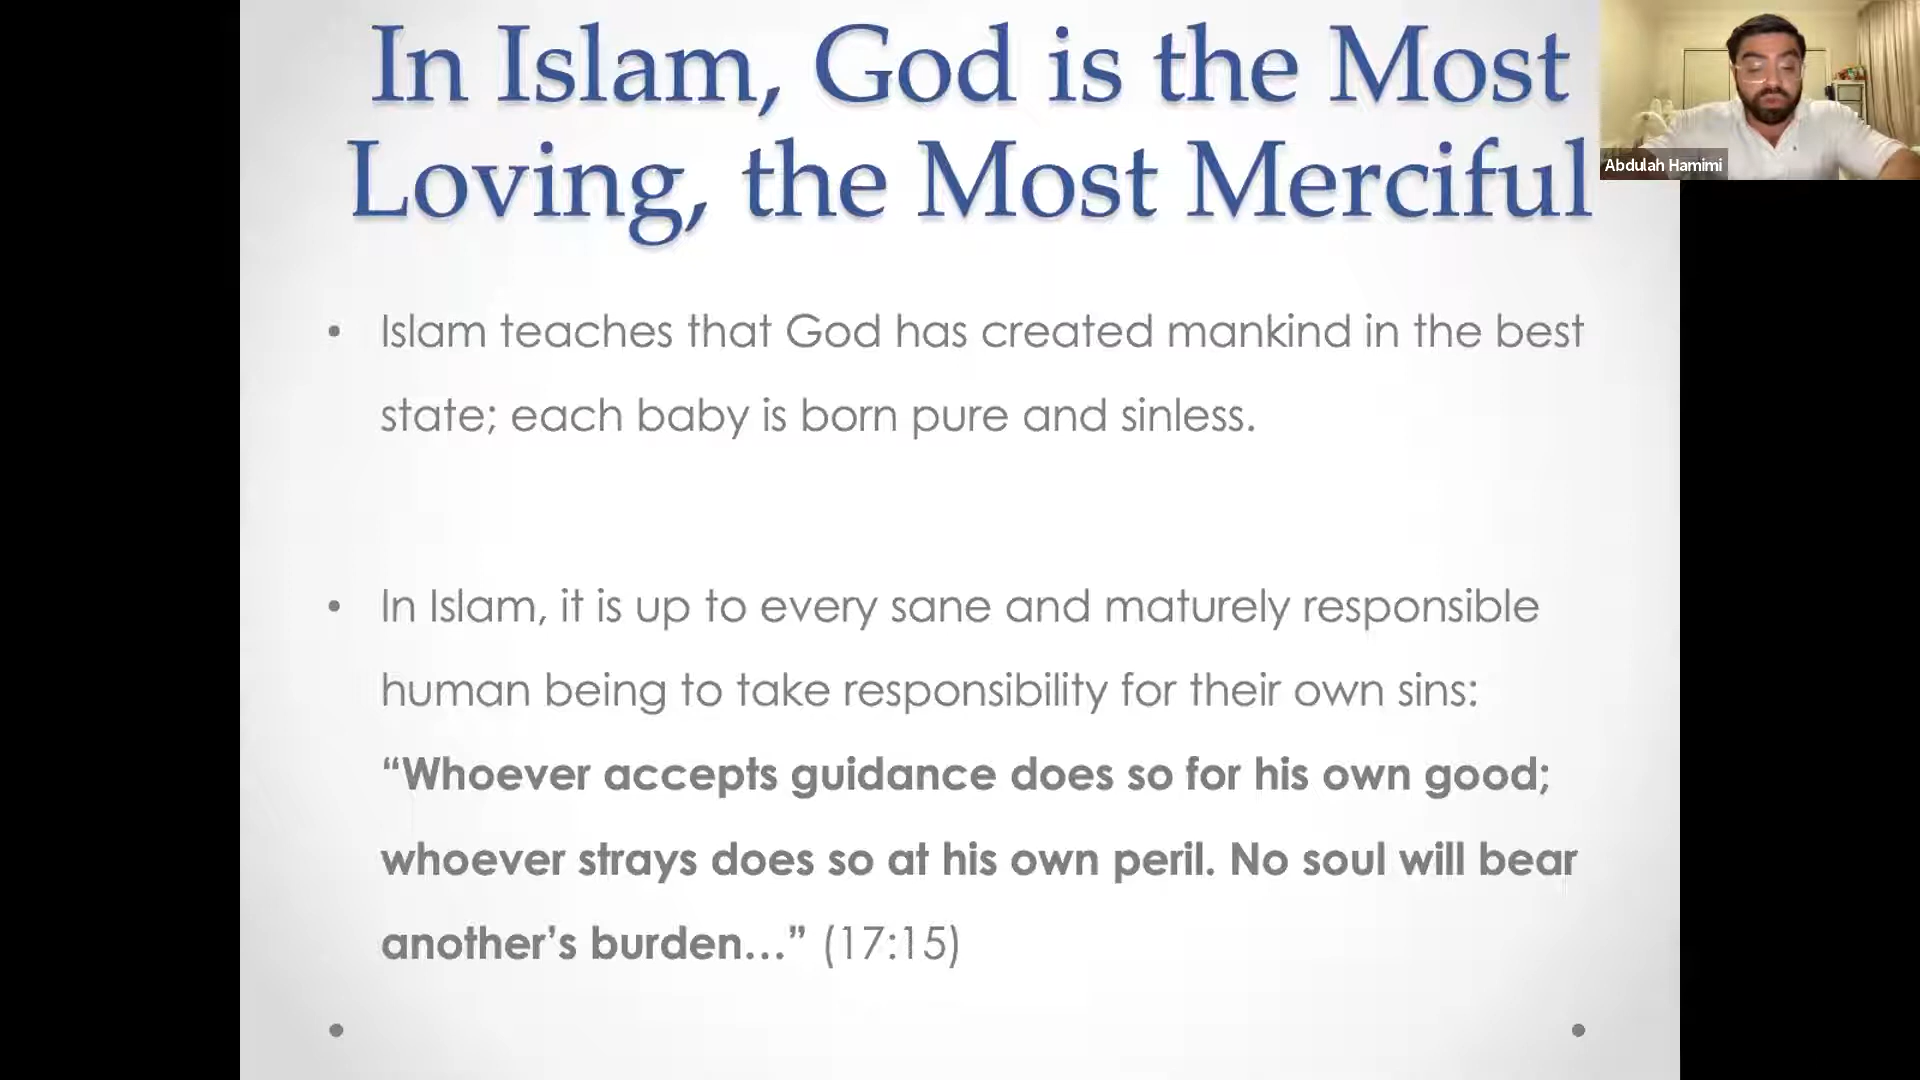 In Islam, God is the Most
Loving, the Most Merciful
Abdulah Hamimi
• Islam teaches that God has created mankind in the best
state; each baby is born pure and sinless.
• In Islam, it is up to every sane and maturely responsible
human being to take responsibility for their own sins:
“Whoever accepts guidance does so for his own good;
whoever strays does so at his own peril. No soul will bear
another’s burden…” (17:15)